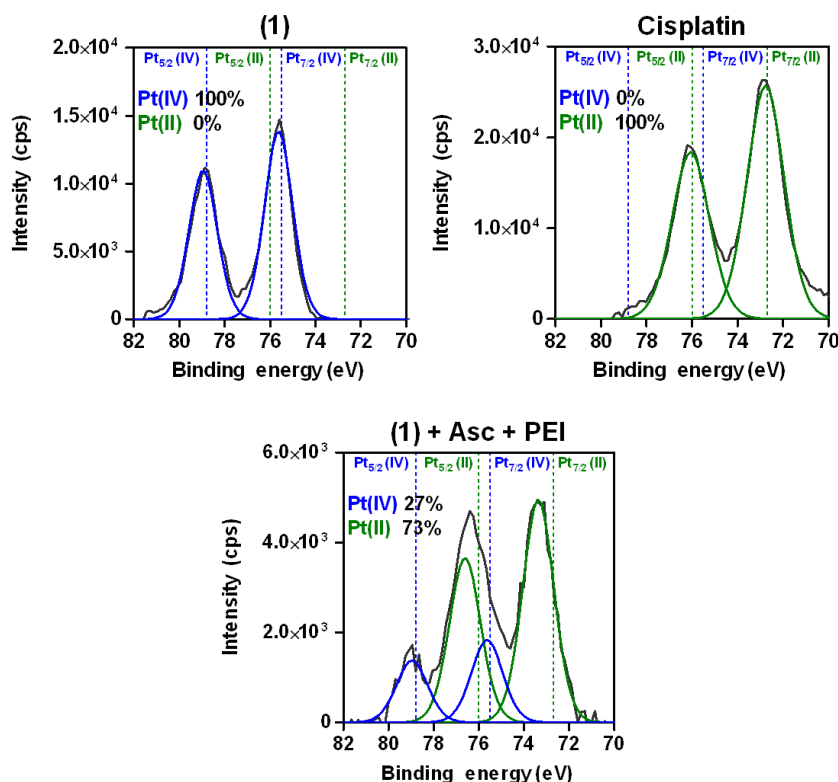 (1)
2.0×10⁴
1.5×10⁴
1.0×10⁴
5.0×10³
0
Intensity (cps)
Pt5/2 (IV) Pt5/2 (II) Pt7/2 (IV) Pt7/2 (II)
Pt(IV) 100%
Pt(II) 0%
82 80 78 76 74 72 70
Binding energy (eV)
Cisplatin
3.0×10⁴
2.0×10⁴
1.0×10⁴
0
Intensity (cps)
Pt5/2 (IV) Pt5/2 (II) Pt7/2 (IV) Pt7/2 (II)
Pt(IV) 0%
Pt(II) 100%
82 80 78 76 74 72 70
Binding energy (eV)
(1) + Asc + PEI
6.0×10³
4.0×10³
2.0×10³
0
Intensity (cps)
Pt5/2 (IV) Pt5/2 (II) Pt7/2 (IV) Pt7/2 (II)
Pt(IV) 27%
Pt(II) 73%
82 80 78 76 74 72 70
Binding energy (eV)